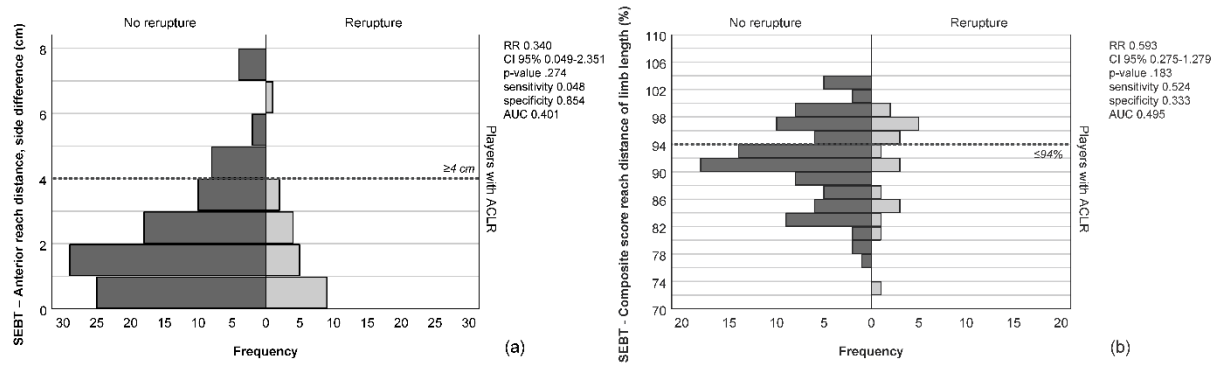 No rerupture
Rerupture
SEBT – Anterior reach distance, side difference (cm)
8
6
4
2
0
≥4 cm
30 25 20 15 10 5 0 5 10 15 20 25 30
Frequency
Players with ACLR
RR 0.340
CI 95% 0.049-2.351
p-value .274
sensitivity 0.048
specificity 0.854
AUC 0.401
(a)
No rerupture
Rerupture
SEBT - Composite score reach distance of limb length (%)
110
106
102
98
94
90
86
82
78
74
70
≤94%
20 15 10 5 0 5 10 15 20
Frequency
Players with ACLR
RR 0.593
CI 95% 0.275-1.279
p-value .183
sensitivity 0.524
specificity 0.333
AUC 0.495
(b)